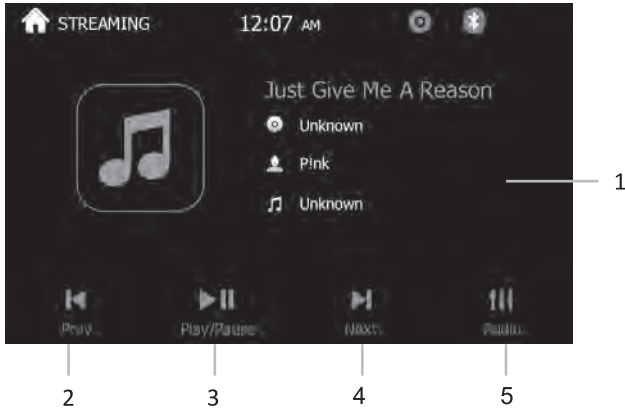 STREAMING 12:07 AM
Just Give Me A Reason
Unknown
P!nk
Unknown
1
Prev
Play/Pause
Next
Audio
2 3 4 5